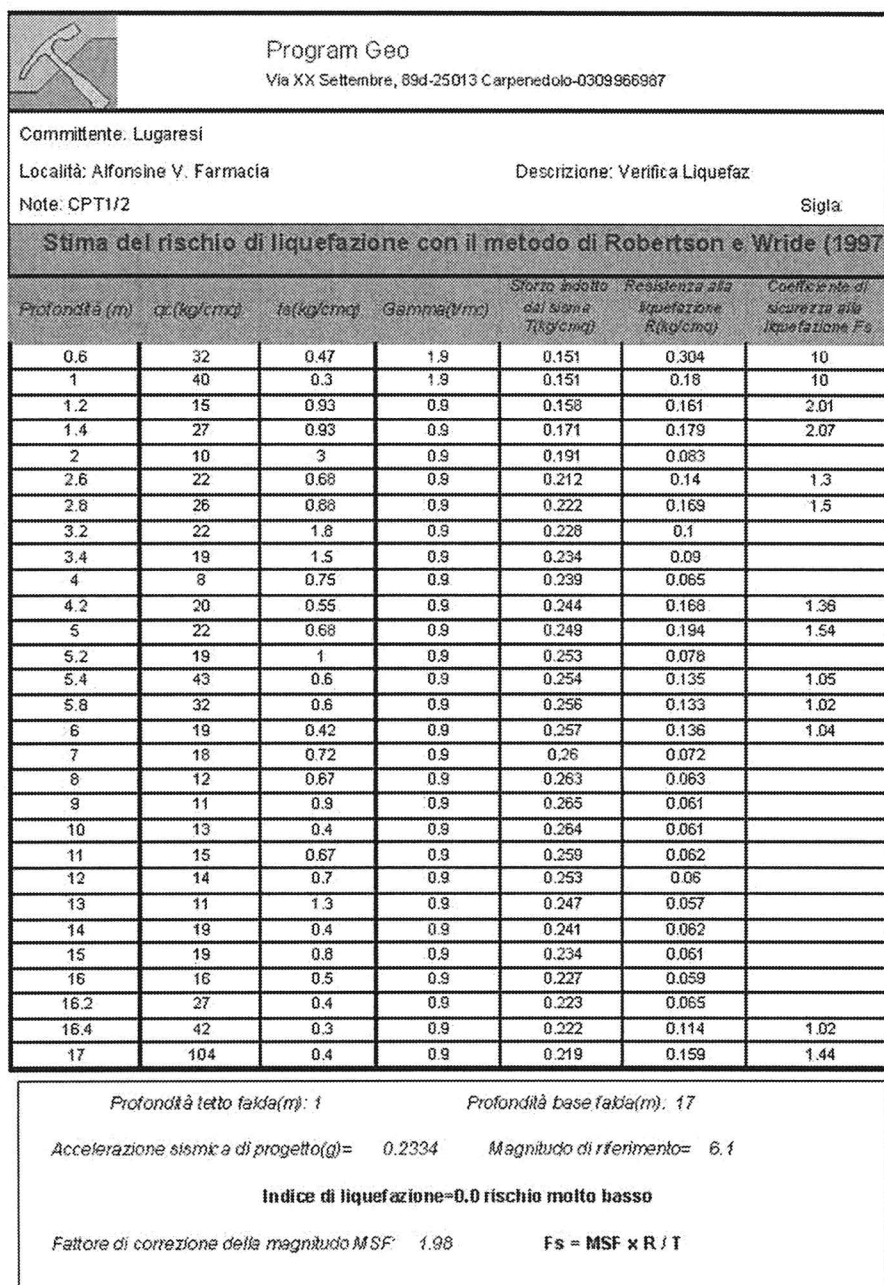 Program Geo
Via XX Settembre, 89d-25013 Carpenedolo-0309966987
Committente: Lugaresi
Località: Alfonsine V. Farmacia Descrizione: Verifica Liquefaz
Note: CPT1/2 Sigla:
Stima del rischio di liquefazione con il metodo di Robertson e Wride (1997
Profondità (m) qc(kg/cmq) fs(kg/cmq) Gamma(t/mc) Sforzo indotto dal sisma T(kg/cmq) Resistenza alla liquefazione R(kg/cmq) Coefficiente di sicurezza alla liquefazione Fs
0.6 32 0.47 1.9 0.151 0.304 10
1 40 0.3 1.9 0.151 0.18 10
1.2 15 0.93 0.9 0.158 0.161 2.01
1.4 27 0.93 0.9 0.171 0.179 2.07
2 10 3 0.9 0.191 0.083
2.6 22 0.68 0.9 0.212 0.14 1.3
2.8 26 0.88 0.9 0.222 0.169 1.5
3.2 22 1.8 0.9 0.228 0.1
3.4 19 1.5 0.9 0.234 0.09
4 8 0.75 0.9 0.239 0.065
4.2 20 0.55 0.9 0.244 0.168 1.36
5 22 0.68 0.9 0.249 0.194 1.54
5.2 19 1 0.9 0.253 0.078
5.4 43 0.6 0.9 0.254 0.135 1.05
5.8 32 0.6 0.9 0.256 0.133 1.02
6 19 0.42 0.9 0.257 0.136 1.04
7 18 0.72 0.9 0.26 0.072
8 12 0.67 0.9 0.263 0.063
9 11 0.9 0.9 0.265 0.061
10 13 0.4 0.9 0.264 0.061
11 15 0.67 0.9 0.259 0.062
12 14 0.7 0.9 0.253 0.06
13 11 1.3 0.9 0.247 0.057
14 19 0.4 0.9 0.241 0.062
15 19 0.8 0.9 0.234 0.061
16 16 0.5 0.9 0.227 0.059
16.2 27 0.4 0.9 0.223 0.065
16.4 42 0.3 0.9 0.222 0.114 1.02
17 104 0.4 0.9 0.219 0.159 1.44
Profondità tetto falda(m): 1 Profondità base falda(m): 17
Accelerazione sismica di progetto(g)= 0.2334 Magnitudo di riferimento= 6.1
Indice di liquefazione=0.0 rischio molto basso
Fattore di correzione della magnitudo MSF: 1.98 Fs = MSF x R / T